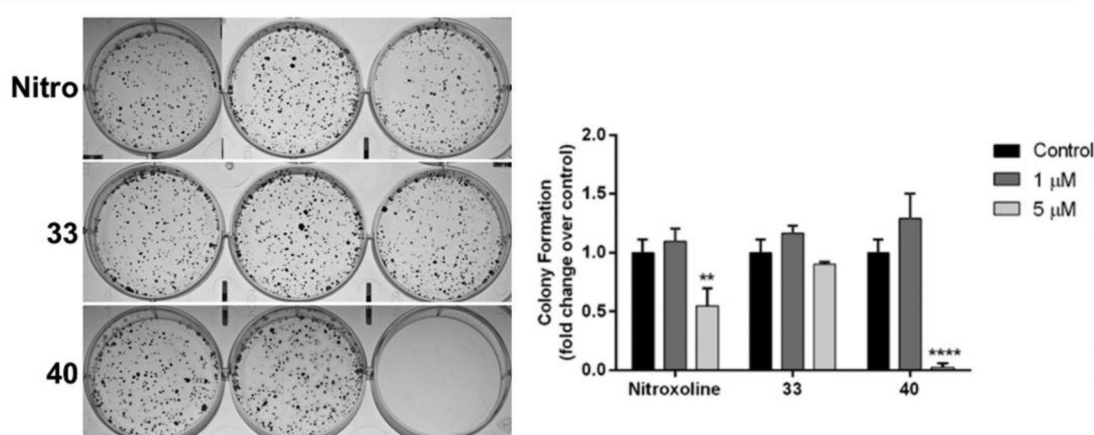 Nitro
33
40
Colony Formation
(fold change over control)
2.0
1.5
1.0
0.5
0.0
**
****
Nitroxoline 33 40
Control
1 μM
5 μM